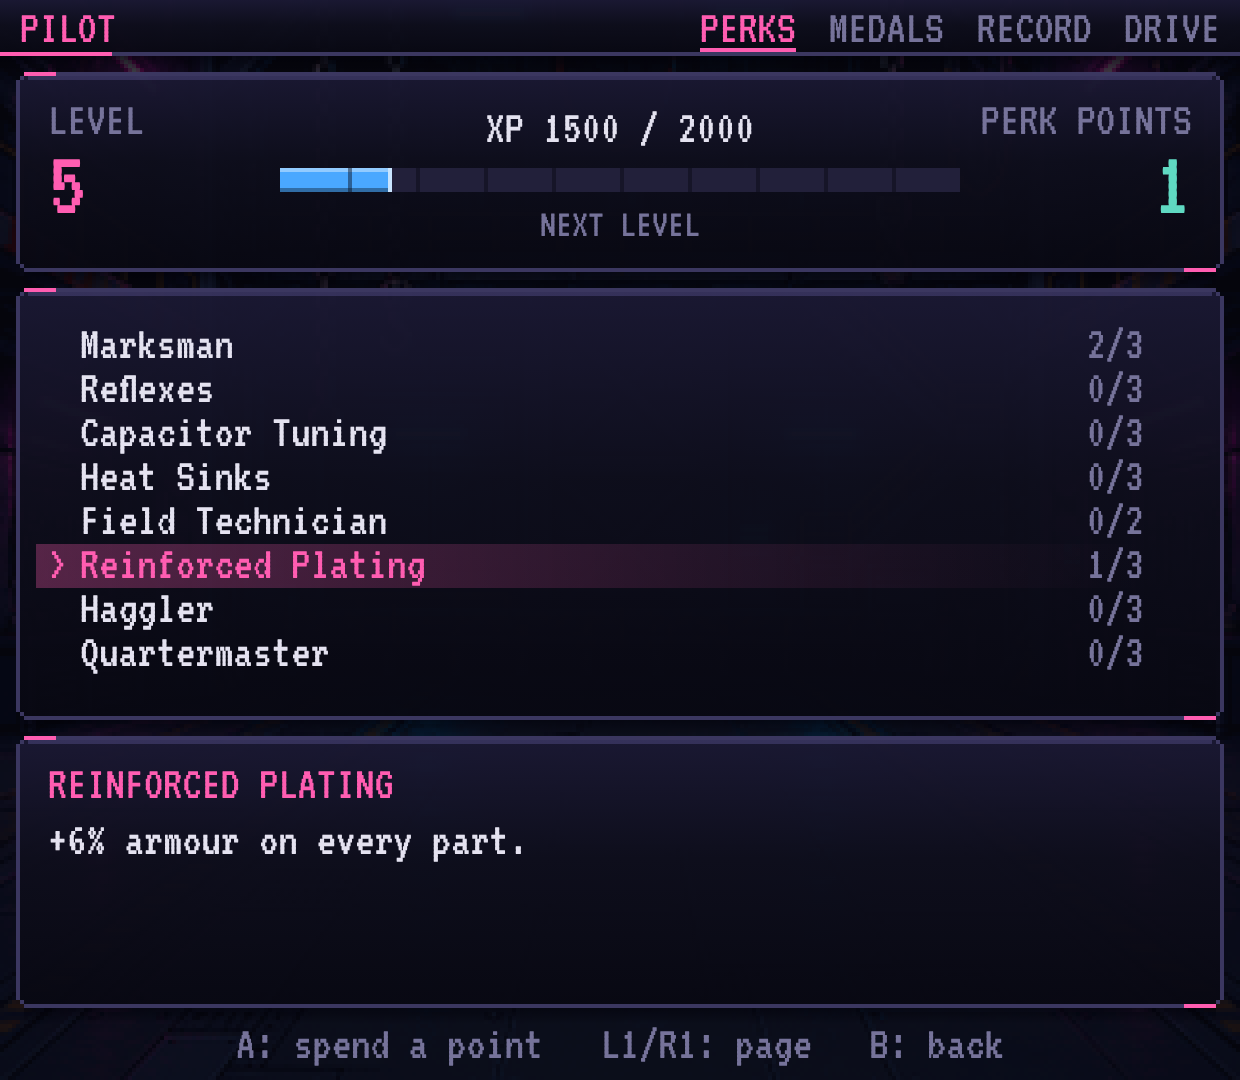 PILOT PERKS MEDALS RECORD DRIVE
LEVEL XP 1500 / 2000 PERK POINTS
5 1
NEXT LEVEL
Marksman 2/3
Reflexes 0/3
Capacitor Tuning 0/3
Heat Sinks 0/3
Field Technician 0/2
> Reinforced Plating 1/3
Haggler 0/3
Quartermaster 0/3
REINFORCED PLATING
+6% armour on every part.
A: spend a point L1/R1: page B: back